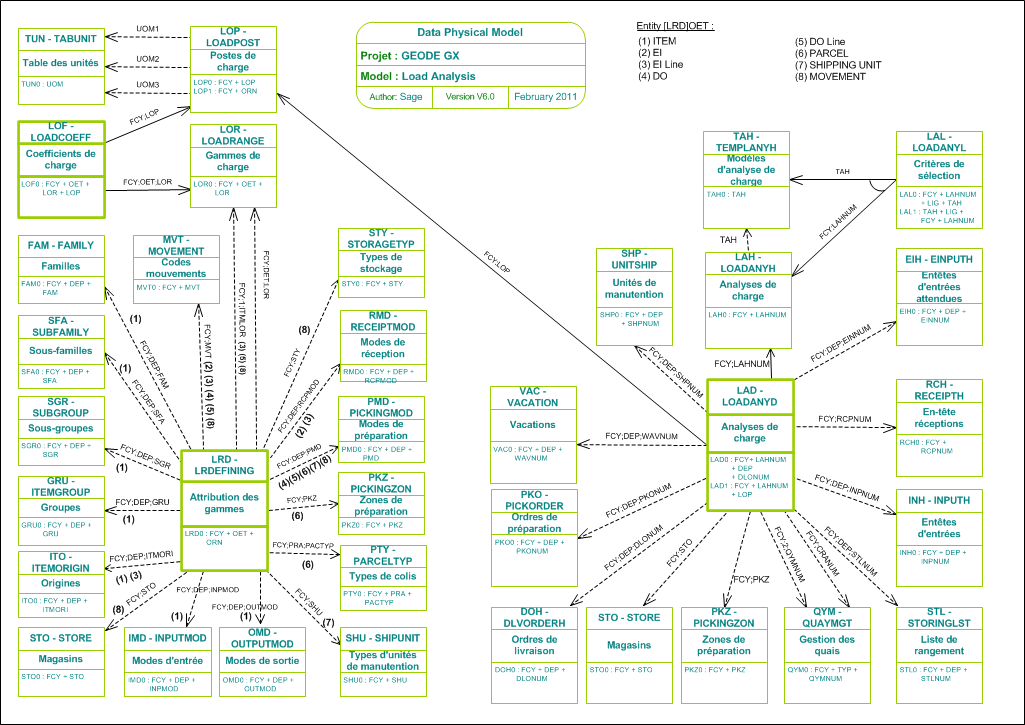 Data Physical Model
Projet : GEODE GX
Model : Load Analysis
Author: Sage
Version V6.0
February 2011
Entity [LRD]OET :
(1) ITEM
(2) EI
(3) EI Line
(4) DO
(5) DO Line
(6) PARCEL
(7) SHIPPING UNIT
(8) MOVEMENT
TUN - TABUNIT
Table des unités
TUN0 : UOM
UOM1
UOM2
UOM3
LOP -
LOADPOST
Postes de
charge
LOP0 : FCY + LOP
LOP1 : FCY + ORN
LOF -
LOADCOEFF
Coefficients de
charge
LOF0 : FCY + OET +
LOR + LOP
FCY;LOP
FCY;OET;LOR
LOR -
LOADRANGE
Gammes de
charge
LOR0 : FCY + OET +
LOR
TAH -
TEMPLANYH
Modèles
d'analyse de
charge
TAH0 : TAH
TAH
LAL -
LOADANYL
Critères de
sélection
LAL0 : FCY + LAHNUM
+ LIG + TAH
LAL1 : TAH + LIG +
FCY + LAHNUM
FCY;LAHNUM
TAH
FAM - FAMILY
Familles
FAM0 : FCY + DEP +
FAM
MVT -
MOVEMENT
Codes
mouvements
MVT0 : FCY + MVT
STY -
STORAGETYP
Types de
stockage
STY0 : FCY + STY
SHP -
UNITSHIP
Unités de
manutention
SHP0 : FCY + DEP
+ SHPNUM
LAH -
LOADANYH
Analyses de
charge
LAH0 : FCY + LAHNUM
EIH - EINPUTH
Entêtes
d'entrées
attendues
EIH0 : FCY + DEP +
EINNUM
FCY;LOP
FCY;1;ITMLOR (3) (5) (8)
FCY;DET;LOR
FCY;MVT (2) (3) (4) (5)
(8)
(1)
FCY;DEP;FAM
(8)
FCY;STY
SFA -
SUBFAMILY
Sous-familles
SFA0 : FCY + DEP +
SFA
(1)
FCY;DEP;SFA
RMD -
RECEIPTMOD
Modes de
réception
RMD0 : FCY + DEP +
RCPMOD
FCY;DEP;RCPMOD
(2) (3)
FCY;DEP;SHPNUM
FCY;LAHNUM
FCY;DEP;EINNUM
SGR -
SUBGROUP
Sous-groupes
SGR0 : FCY + DEP +
SGR
FCY;DEP;SGR
(1)
PMD -
PICKINGMOD
Modes de
préparation
PMD0 : FCY + DEP +
PMD
FCY;DEP;PMD
(4)(5)(6)(7)(8)
VAC -
VACATION
Vacations
VAC0 : FCY + DEP +
WAVNUM
FCY;DEP;WAVNUM
LAD -
LOADANYD
Analyses de
charge
LAD0 : FCY+ LAHNUM
+ DEP
+ DLONUM
LAD1 : FCY + LAHNUM
+ LOP
FCY;RCPNUM
RCH -
RECEIPTH
En-tête
réceptions
RCH0 : FCY +
RCPNUM
LRD -
LRDEFINING
Attribution des
gammes
LRD0 : FCY + OET +
ORN
GRU -
ITEMGROUP
Groupes
GRU0 : FCY + DEP +
GRU
FCY;DEP;GRU
(1)
PKZ -
PICKINGZON
Zones de
préparation
PKZ0 : FCY + PKZ
FCY;PKZ
(6)
PKO -
PICKORDER
Ordres de
préparation
PKO0 : FCY + DEP +
PKONUM
FCY;DEP;PKONUM
FCY;DEP;INPNUM
INH - INPUTH
Entêtes
d'entrées
INH0 : FCY + DEP +
INPNUM
ITO -
ITEMORIGIN
Origines
ITO0 : FCY + DEP +
ITMORI
FCY;DEP;ITMORI
(1) (3)
FCY;PRA;PACTYP
(6)
PTY -
PARCELTYP
Types de colis
PTY0 : FCY + PRA +
PACTYP
FCY;STO
(8)
FCY;DEP;INPMOD
(1)
FCY;DEP;OUTMOD
(1)
FCY;SHU
(7)
FCY;DEP;DLONUM
FCY;STO
FCY;PKZ
FCY;2;QYMNUM
FCY;CRANUM
FCY;DEP;STLNUM
STO - STORE
Magasins
STO0 : FCY + STO
IMD - INPUTMOD
Modes d'entrée
IMD0 : FCY + DEP +
INPMOD
OMD -
OUTPUTMOD
Modes de sortie
OMD0 : FCY + DEP +
OUTMOD
SHU - SHIPUNIT
Types d'unités
de manutention
SHU0 : FCY + SHU
DOH -
DLVORDERH
Ordres de
livraison
DOH0 : FCY + DEP +
DLONUM
STO - STORE
Magasins
STO0 : FCY + STO
PKZ -
PICKINGZON
Zones de
préparation
PKZ0 : FCY + PKZ
QYM -
QUAYMGT
Gestion des
quais
QYM0 : FCY + TYP +
QYMNUM
STL -
STORINGLST
Liste de
rangement
STL0 : FCY + DEP +
STLNUM